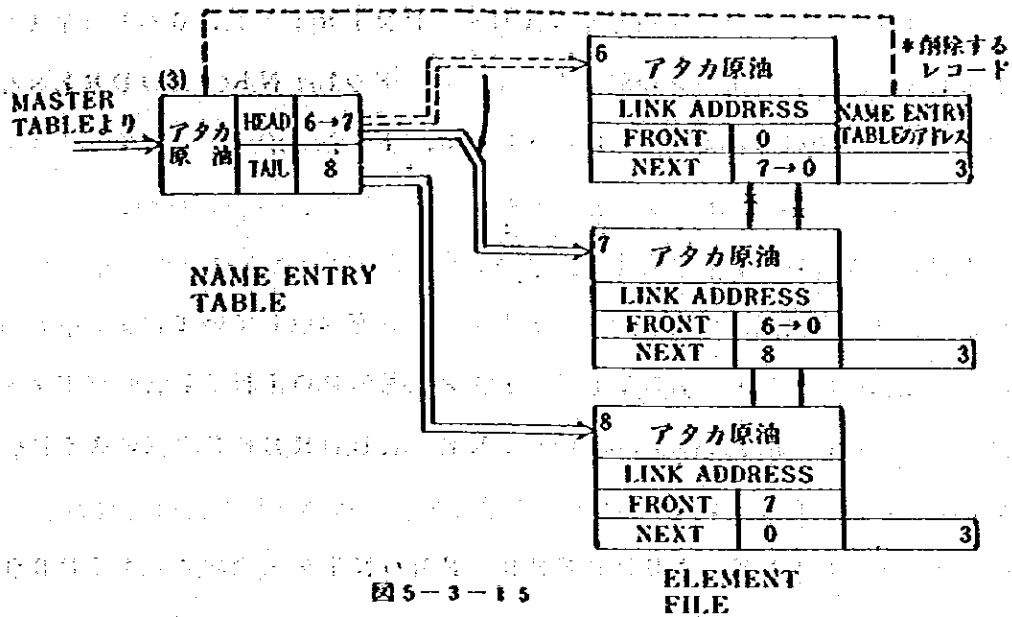 (3)
MASTER
TABLEより
アタカ
原油
HEAD 6→7
TAIL 8
NAME ENTRY
TABLE
*削除する
レコード
6
アタカ原油
LINK ADDRESS
FRONT 0
NEXT 7→0
NAME ENTRY
TABLEのアドレス
3
7
アタカ原油
LINK ADDRESS
FRONT 6→0
NEXT 8
3
8
アタカ原油
LINK ADDRESS
FRONT 7
NEXT 0
3
ELEMENT
FILE
図5-3-15